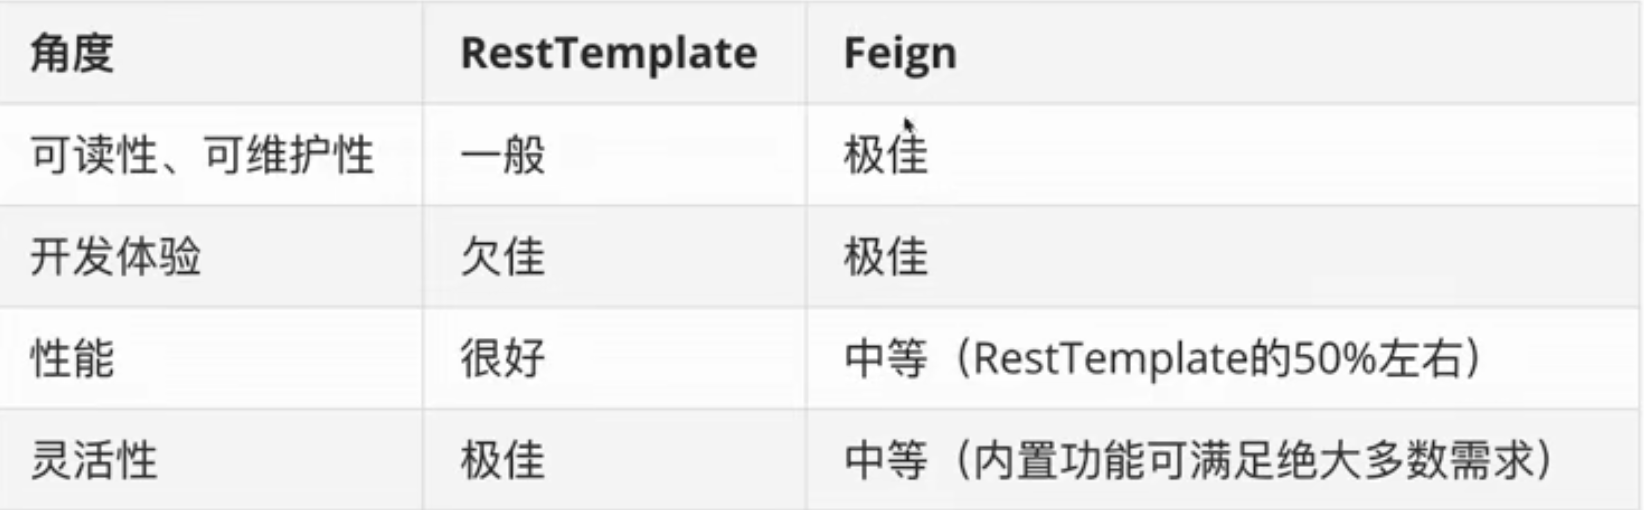 角度 RestTemplate Feign
可读性、可维护性 一般 极佳
开发体验 欠佳 极佳
性能 很好 中等（RestTemplate的50%左右）
灵活性 极佳 中等（内置功能可满足绝大多数需求）